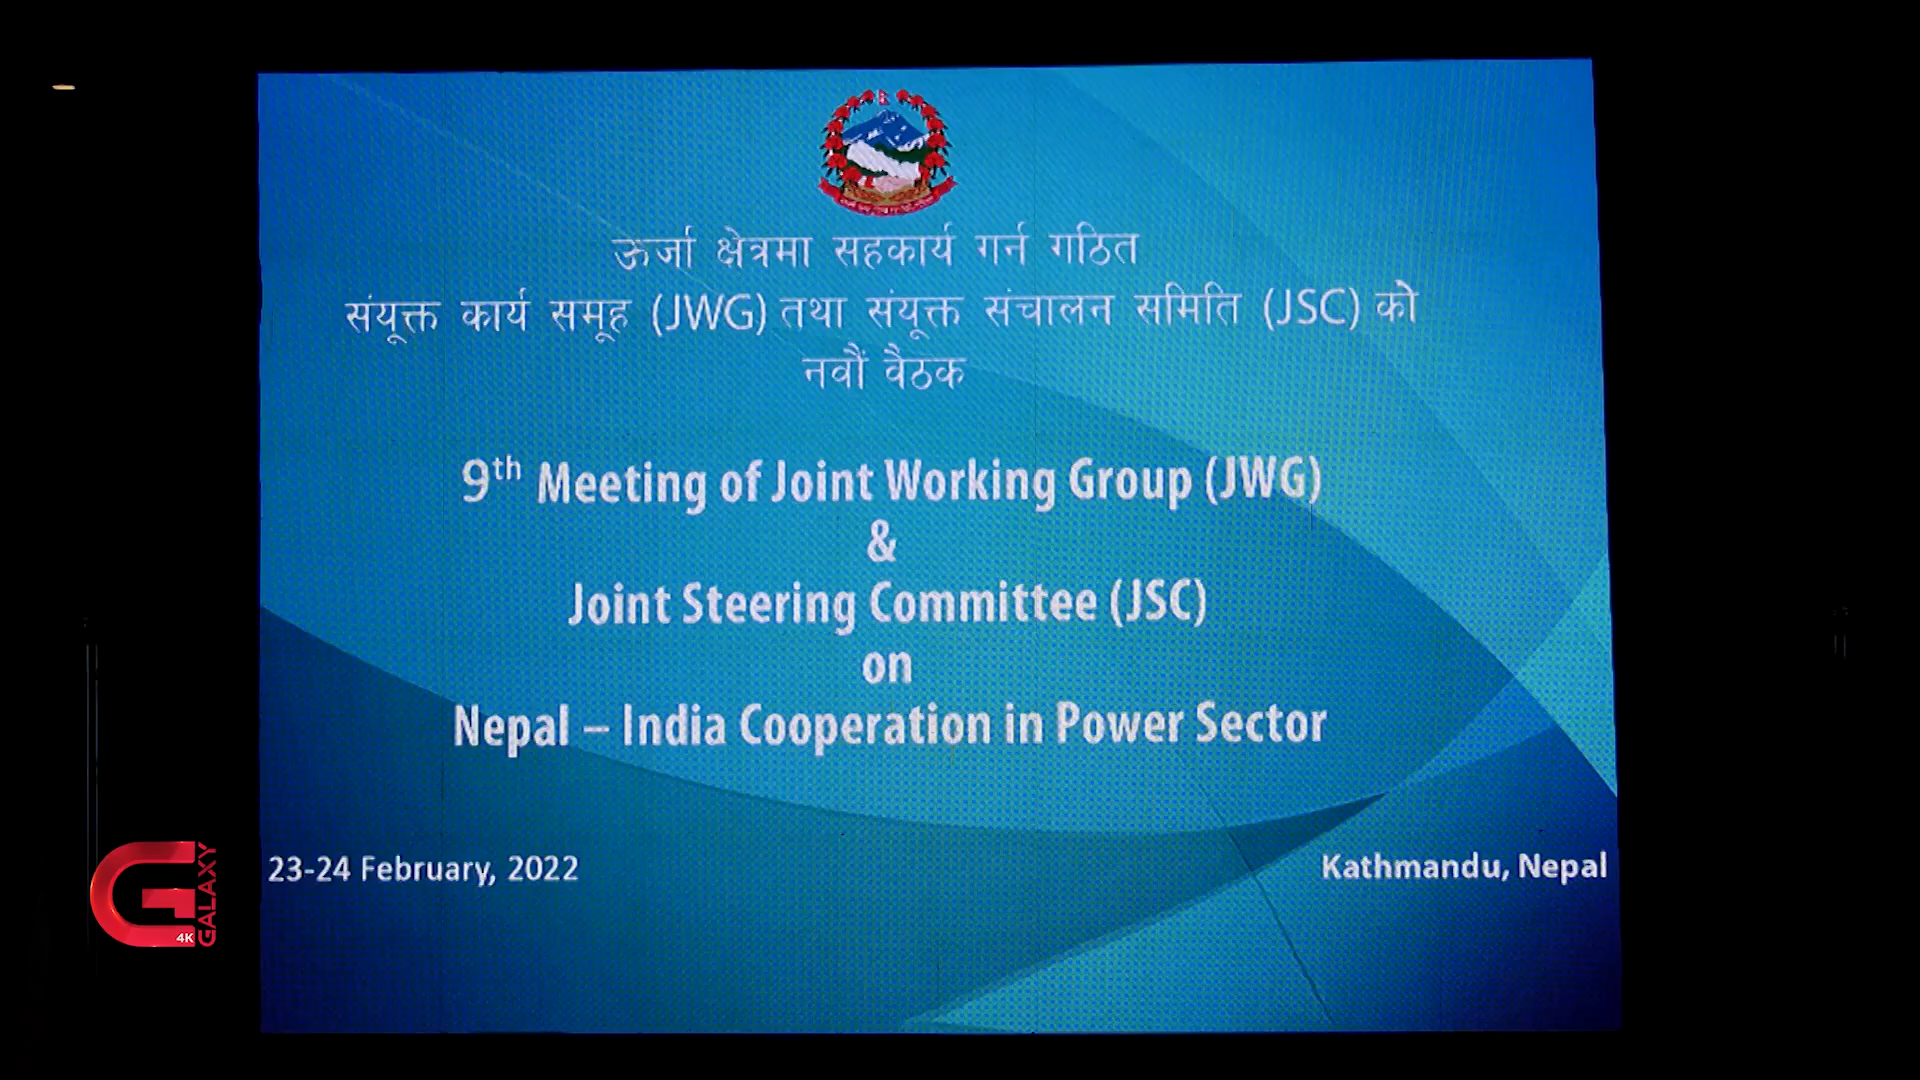 ऊर्जा क्षेत्रमा सहकार्य गर्न गठित
संयूक्त कार्य समूह (JWG) तथा संयूक्त संचालन समिति (JSC) को
नवौं वैठक
9th Meeting of Joint Working Group (JWG)
&
Joint Steering Committee (JSC)
on
Nepal – India Cooperation in Power Sector
23-24 February, 2022
Kathmandu, Nepal
G GALAXY
4K